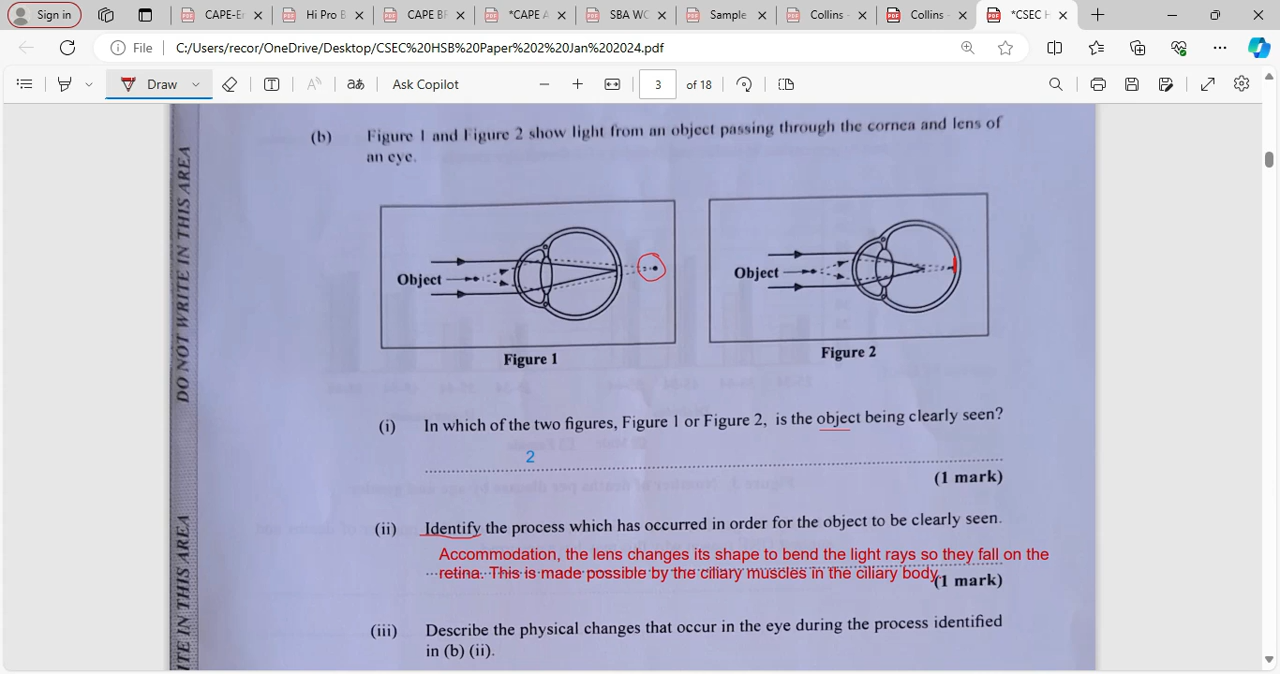 Sign in
CAPE-En
Hi Pro B
CAPE BF
*CAPE A
SBA WC
Sample
Collins -
Collins -
*CSEC H
File
C:/Users/recor/OneDrive/Desktop/CSEC%20HSB%20Paper%202%20Jan%202024.pdf
Draw
Ask Copilot
3
of 18
DO NOT WRITE IN THIS AREA
(b) Figure 1 and Figure 2 show light from an object passing through the cornea and lens of
an eye.
Object
Object
Figure 1
Figure 2
(i) In which of the two figures, Figure 1 or Figure 2, is the object being clearly seen?
2
(1 mark)
(ii) Identify the process which has occurred in order for the object to be clearly seen.
Accommodation, the lens changes its shape to bend the light rays so they fall on the
retina. This is made possible by the ciliary muscles in the ciliary body.
(1 mark)
ITE IN THIS AREA
(iii) Describe the physical changes that occur in the eye during the process identified
in (b) (ii).